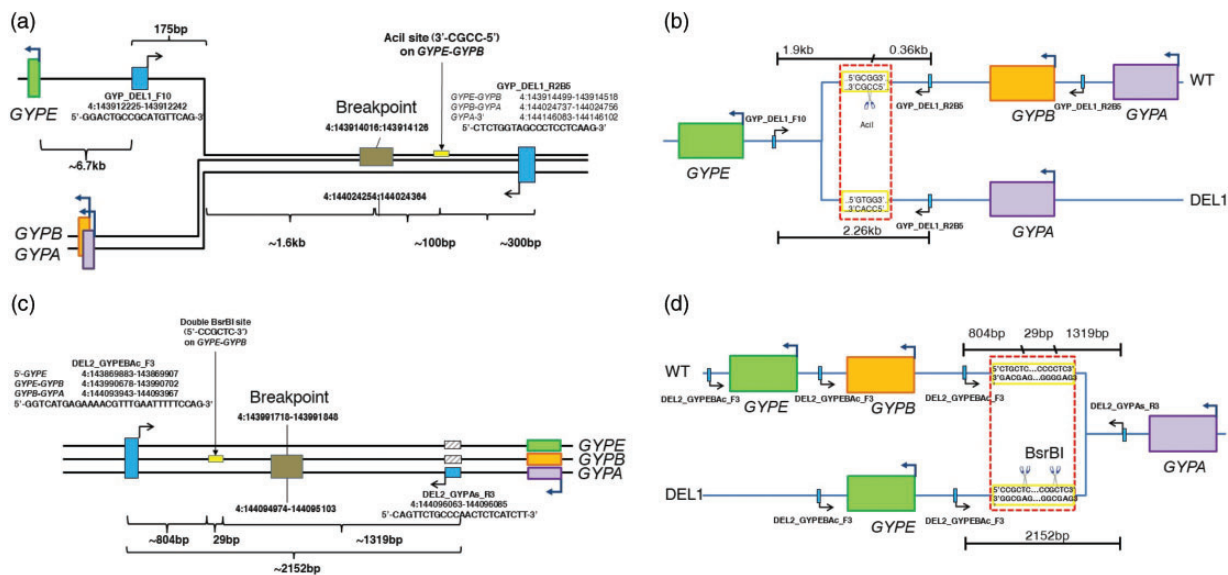 (a)
175bp
GYPE
GYP_DEL1_F10
4:143912225-143912242
5'-GGACTGCCGCATGTTCAG-3'
~6.7kb
AciI site (3'-CGCC-5')
on GYPE-GYPB
Breakpoint
4:143914016:143914126
4:144024254:144024364
GYP_DEL1_R2B5
GYPE-GYPB 4:143914499-143914518
GYPB-GYPA 4:144024737-144024756
GYPA-3' 4:144146083-144146102
5'-CTCTGGTAGCCCTCCTCAAG-3'
GYPB
GYPA
~1.6kb
~100bp
~300bp
(b)
1.9kb
0.36kb
..5'GCGG3'..
..3'CGCC5'..
AciI
GYP_DEL1_R2B5
GYPB
GYP_DEL1_R2B5
GYPA
WT
GYP_DEL1_F10
GYPE
..5'GTGG3'..
..3'CACC5'..
GYP_DEL1_R2B5
GYPA
DEL1
2.26kb
(c)
Double BsrBI site
(5'-CCGCTC-3')
on GYPE-GYPB
DEL2_GYPEBAc_F3
5'-GYPE 4:143869883-143869907
GYPE-GYPB 4:143990678-143990702
GYPB-GYPA 4:144093943-144093967
5'-GGTCATGAGAAAACGTTTGAATTTTTCCAG-3'
Breakpoint
4:143991718-143991848
4:144094974-144095103
GYPE
GYPB
GYPA
DEL2_GYPAs_R3
4:144096063-144096085
5'-CAGTTCTGCCCAACTCTCATCTT-3'
~804bp
29bp
~1319bp
~2152bp
(d)
804bp
29bp
1319bp
WT
DEL2_GYPEBAc_F3
GYPE
DEL2_GYPEBAc_F3
GYPB
DEL2_GYPEBAc_F3
5'CTGCTC...CCCCTC3'
3'GACGAG...GGGGAG5
DEL2_GYPAs_R3
GYPA
BsrBI
DEL1
DEL2_GYPEBAc_F3
GYPE
DEL2_GYPEBAc_F3
5'CCGCTC...CCGCTC3'
3'GGCGAG...GGCGAG5
2152bp